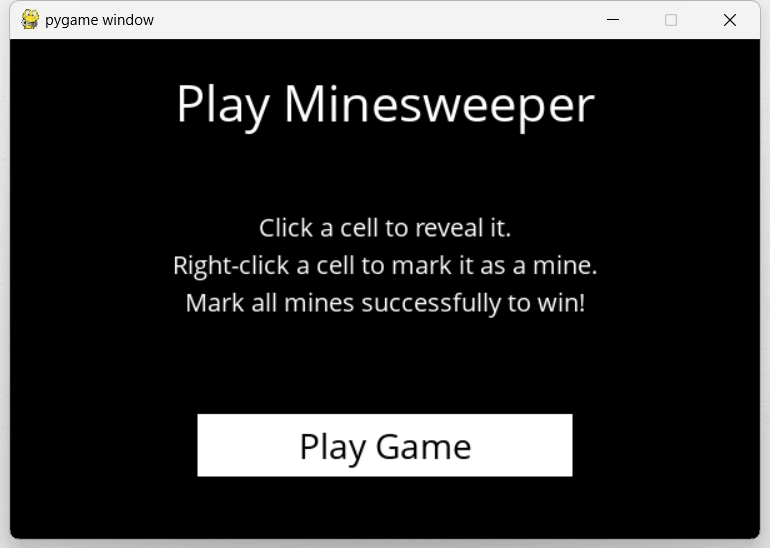 pygame window
Play Minesweeper
Click a cell to reveal it.
Right-click a cell to mark it as a mine.
Mark all mines successfully to win!
Play Game